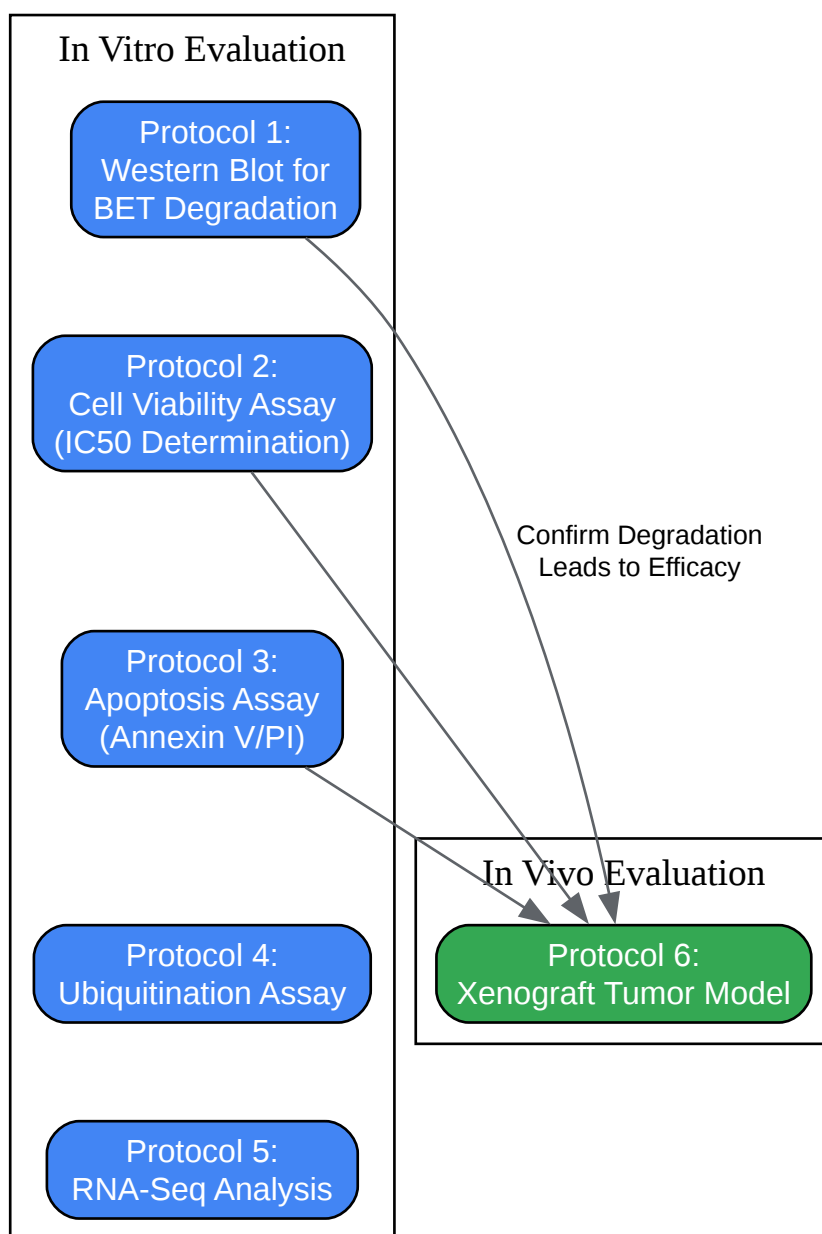 In Vitro Evaluation
Protocol 1:
Western Blot for
BET Degradation
Protocol 2:
Cell Viability Assay
(IC50 Determination)
Confirm Degradation
Leads to Efficacy
Protocol 3:
Apoptosis Assay
(Annexin V/PI)
In Vivo Evaluation
Protocol 4:
Ubiquitination Assay
Protocol 6:
Xenograft Tumor Model
Protocol 5:
RNA-Seq Analysis